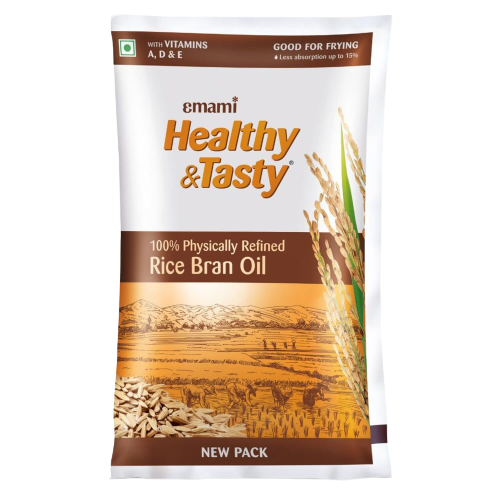 WITH VITAMINS
A, D & E
GOOD FOR FRYING
Less absorption up to 15%
emami*
Healthy
&Tasty®
100% Physically Refined
Rice Bran Oil
NEW PACK